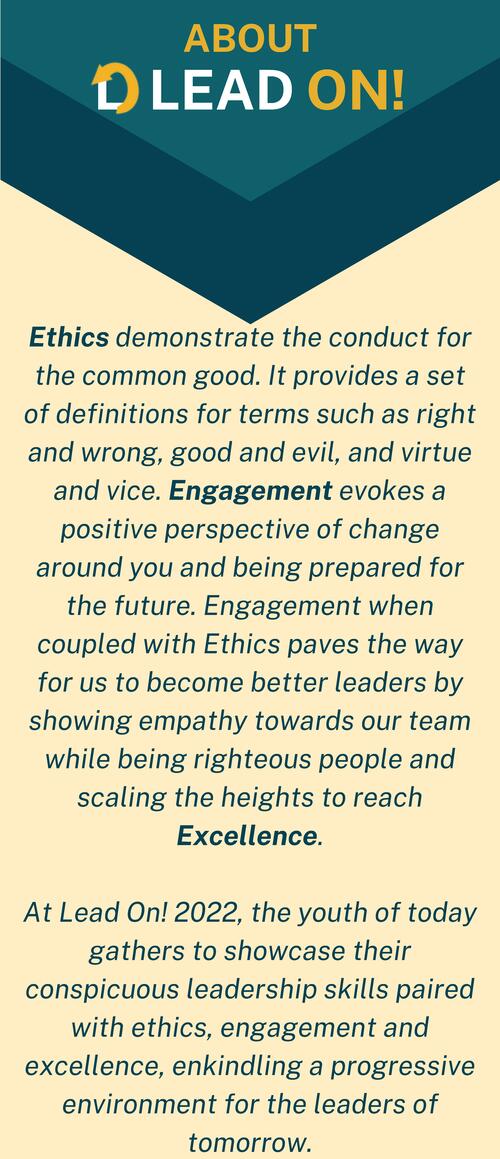 ABOUT
LEAD ON!
Ethics demonstrate the conduct for
the common good. It provides a set
of definitions for terms such as right
and wrong, good and evil, and virtue
and vice. Engagement evokes a
positive perspective of change
around you and being prepared for
the future. Engagement when
coupled with Ethics paves the way
for us to become better leaders by
showing empathy towards our team
while being righteous people and
scaling the heights to reach
Excellence.
At Lead On! 2022, the youth of today
gathers to showcase their
conspicuous leadership skills paired
with ethics, engagement and
excellence, enkindling a progressive
environment for the leaders of
tomorrow.